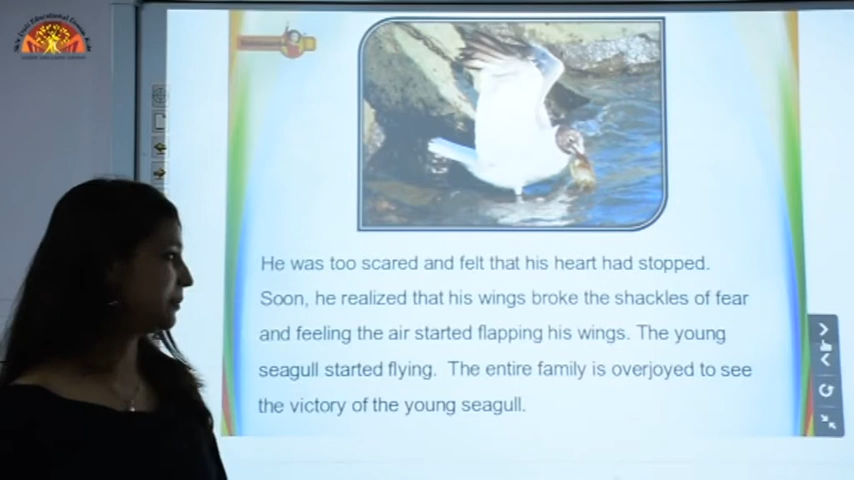 He was too scared and felt that his heart had stopped.
Soon, he realized that his wings broke the shackles of fear
and feeling the air started flapping his wings. The young
seagull started flying. The entire family is overjoyed to see
the victory of the young seagull.